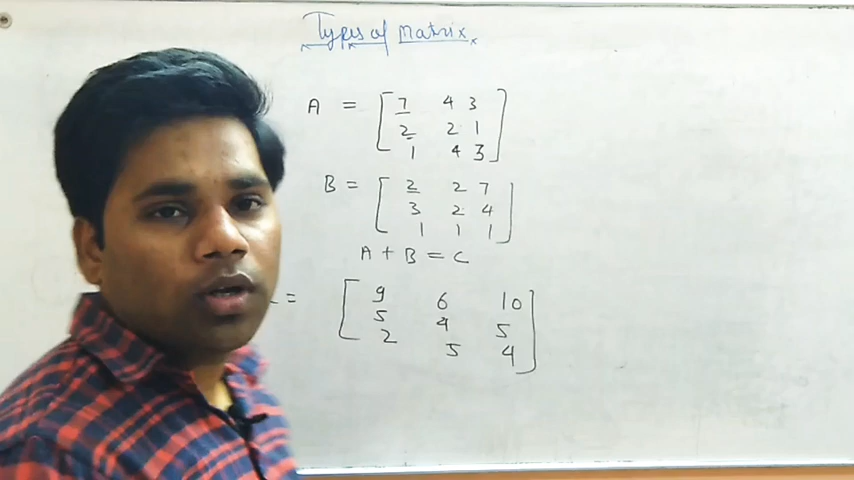 Types of Matrix
A = [ 7 4 3
2 2 1
1 4 3 ]
B = [ 2 2 7
3 2 4
1 1 1 ]
A + B = C
= [ 9 6 10
5 4 5
2 5 4 ]